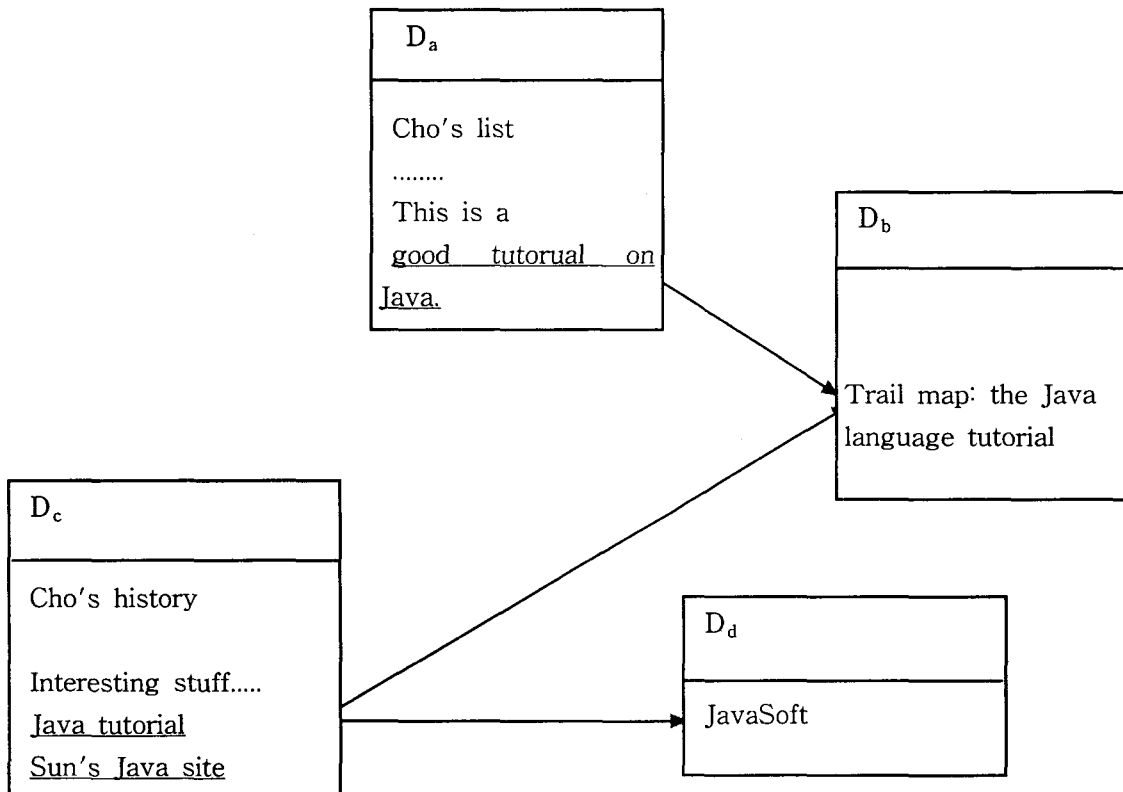 Da
Cho's list
........
This is a
good tutorual on
Java.
Db
Trail map: the Java
language tutorial
Dc
Cho's history
Interesting stuff.....
Java tutorial
Sun's Java site
Dd
JavaSoft